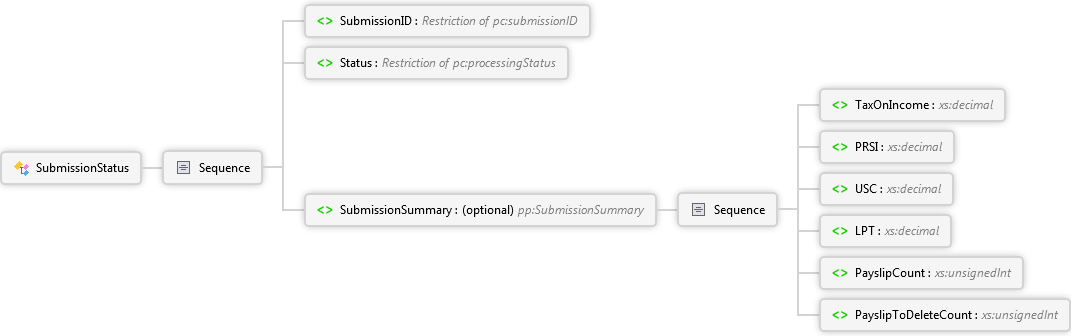 SubmissionID : Restriction of pc:submissionID
Status : Restriction of pc:processingStatus
TaxOnIncome : xs:decimal
PRSI : xs:decimal
SubmissionStatus
Sequence
USC : xs:decimal
SubmissionSummary : (optional) pp:SubmissionSummary
Sequence
LPT : xs:decimal
PayslipCount : xs:unsignedInt
PayslipToDeleteCount : xs:unsignedInt